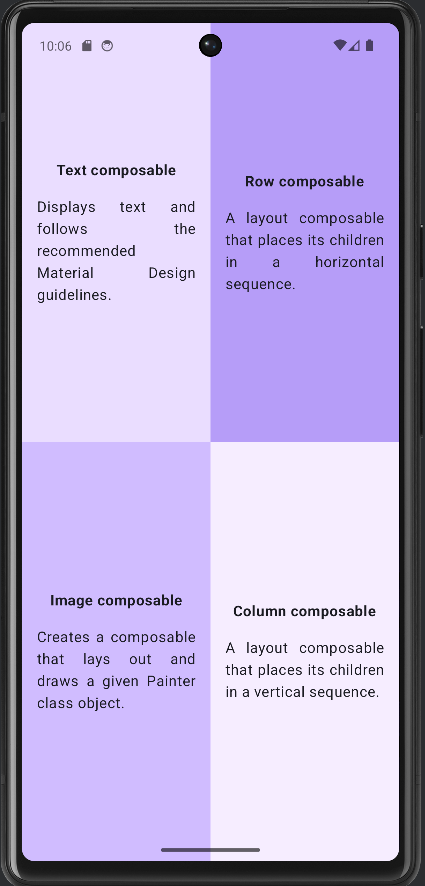 10:06
Text composable
Displays text and
follows the
recommended
Material Design
guidelines.
Row composable
A layout composable
that places its children
in a horizontal
sequence.
Image composable
Creates a composable
that lays out and
draws a given Painter
class object.
Column composable
A layout composable
that places its children
in a vertical sequence.